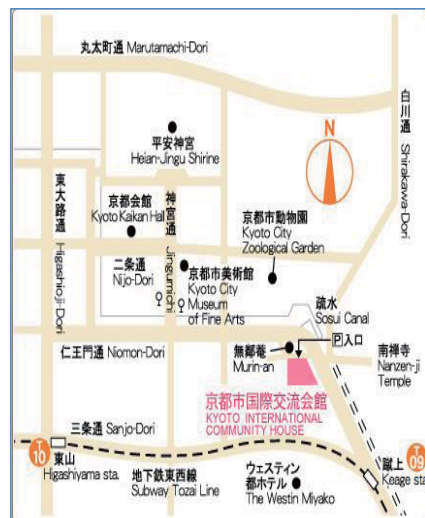 丸太町通 Marutamachi-Dori
白川通 Shirakawa-Dori
N
平安神宮
Heian-Jingu Shirine
東大路通 Higashioji-Dori
京都会館
Kyoto Kaikan Hall
神宮通 Jingumichi
京都市動物園
Kyoto City
Zoological Garden
二条通
Nijo-Dori
京都市美術館
Kyoto City
Museum
of Fine Arts
疏水
Sosui Canal
P入口
仁王門通 Niomon-Dori
無鄰菴
Murin-an
南禅寺
Nanzen-ji
Temple
京都市国際交流会館
KYOTO INTERNATIONAL
COMMUNITY HOUSE
三条通 Sanjo-Dori
T
10
東山
Higashiyama sta.
地下鉄東西線
Subway Tozai Line
ウェスティン
都ホテル
The Westin Miyako
T
09
蹴上
Keage sta